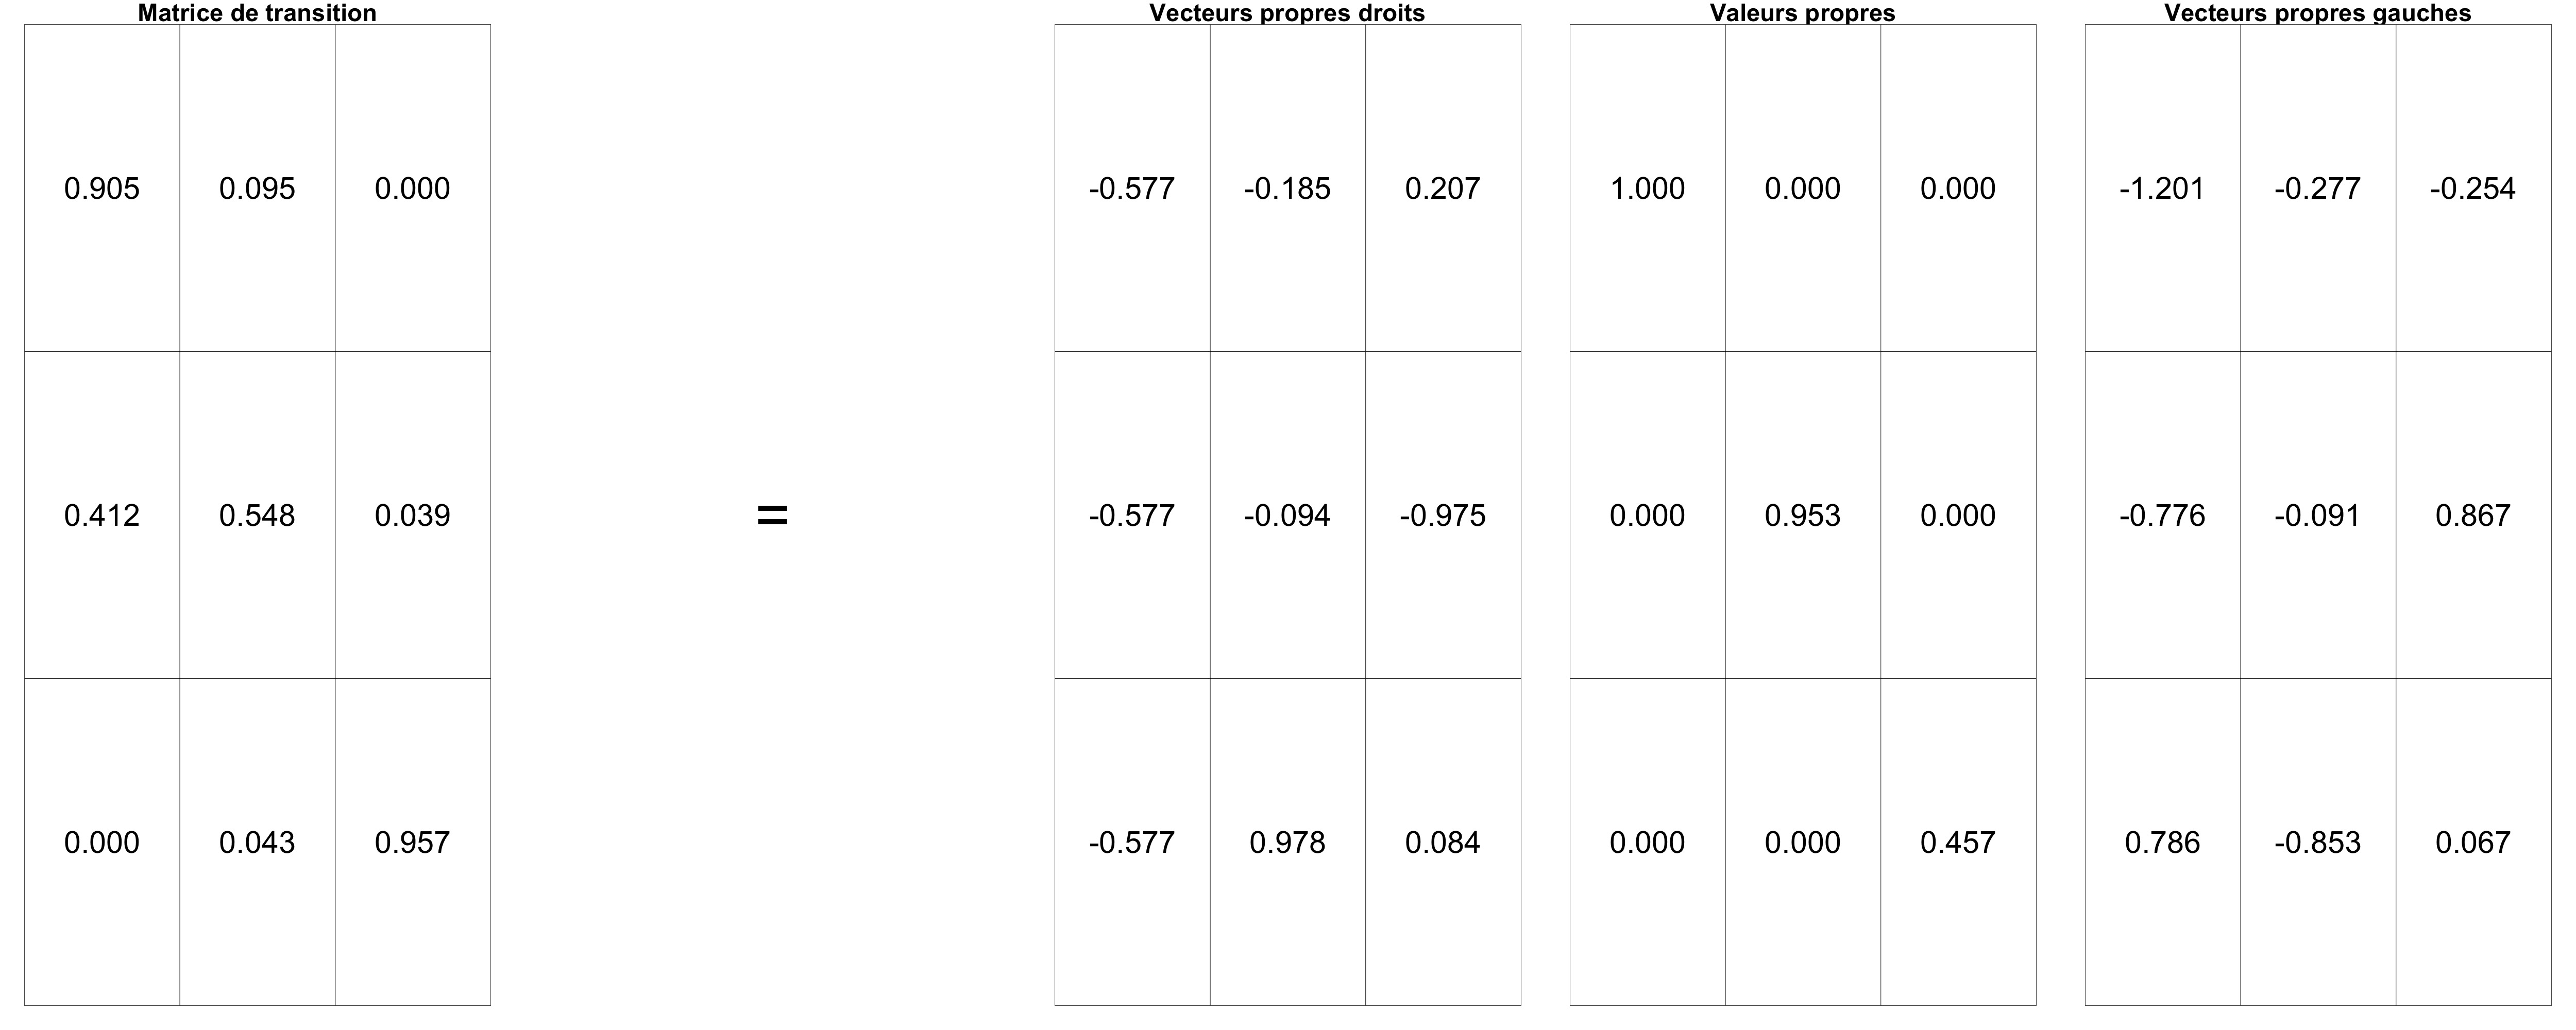 Matrice de transition Vecteurs propres droits Valeurs propres Vecteurs propres gauches
0.905 0.095 0.000 -0.577 -0.185 0.207 1.000 0.000 0.000 -1.201 -0.277 -0.254
0.412 0.548 0.039 = -0.577 -0.094 -0.975 0.000 0.953 0.000 -0.776 -0.091 0.867
0.000 0.043 0.957 -0.577 0.978 0.084 0.000 0.000 0.457 0.786 -0.853 0.067